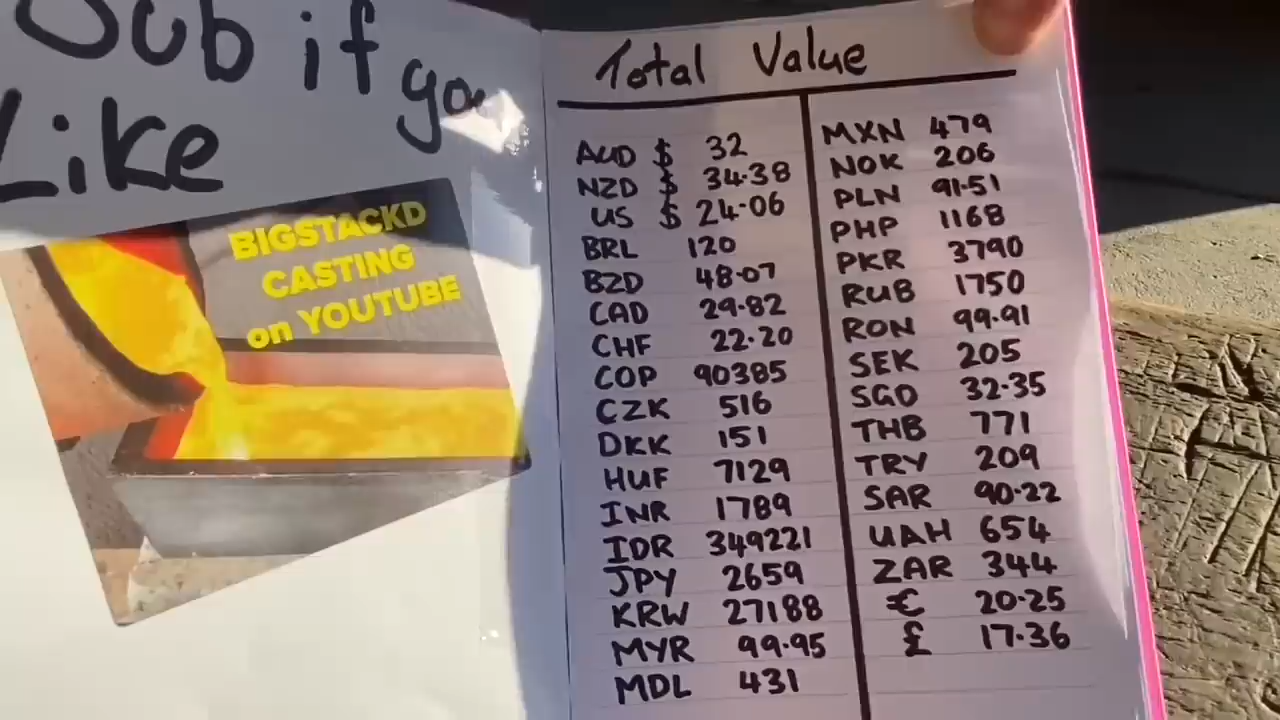 Sub if you
Like
BIGSTACKD
CASTING
on YOUTUBE
Total Value
AUD $ 32
NZD $ 34.38
US $ 24.06
BRL 120
BZD 48.07
CAD 29.82
CHF 22.20
COP 90385
CZK 516
DKK 151
HUF 7129
INR 1789
IDR 349221
JPY 2659
KRW 27188
MYR 99.95
MDL 431
MXN 479
NOK 206
PLN 91.51
PHP 1168
PKR 3790
RUB 1750
RON 99.91
SEK 205
SGD 32.35
THB 771
TRY 209
SAR 90.22
UAH 654
ZAR 344
€ 20.25
£ 17.36